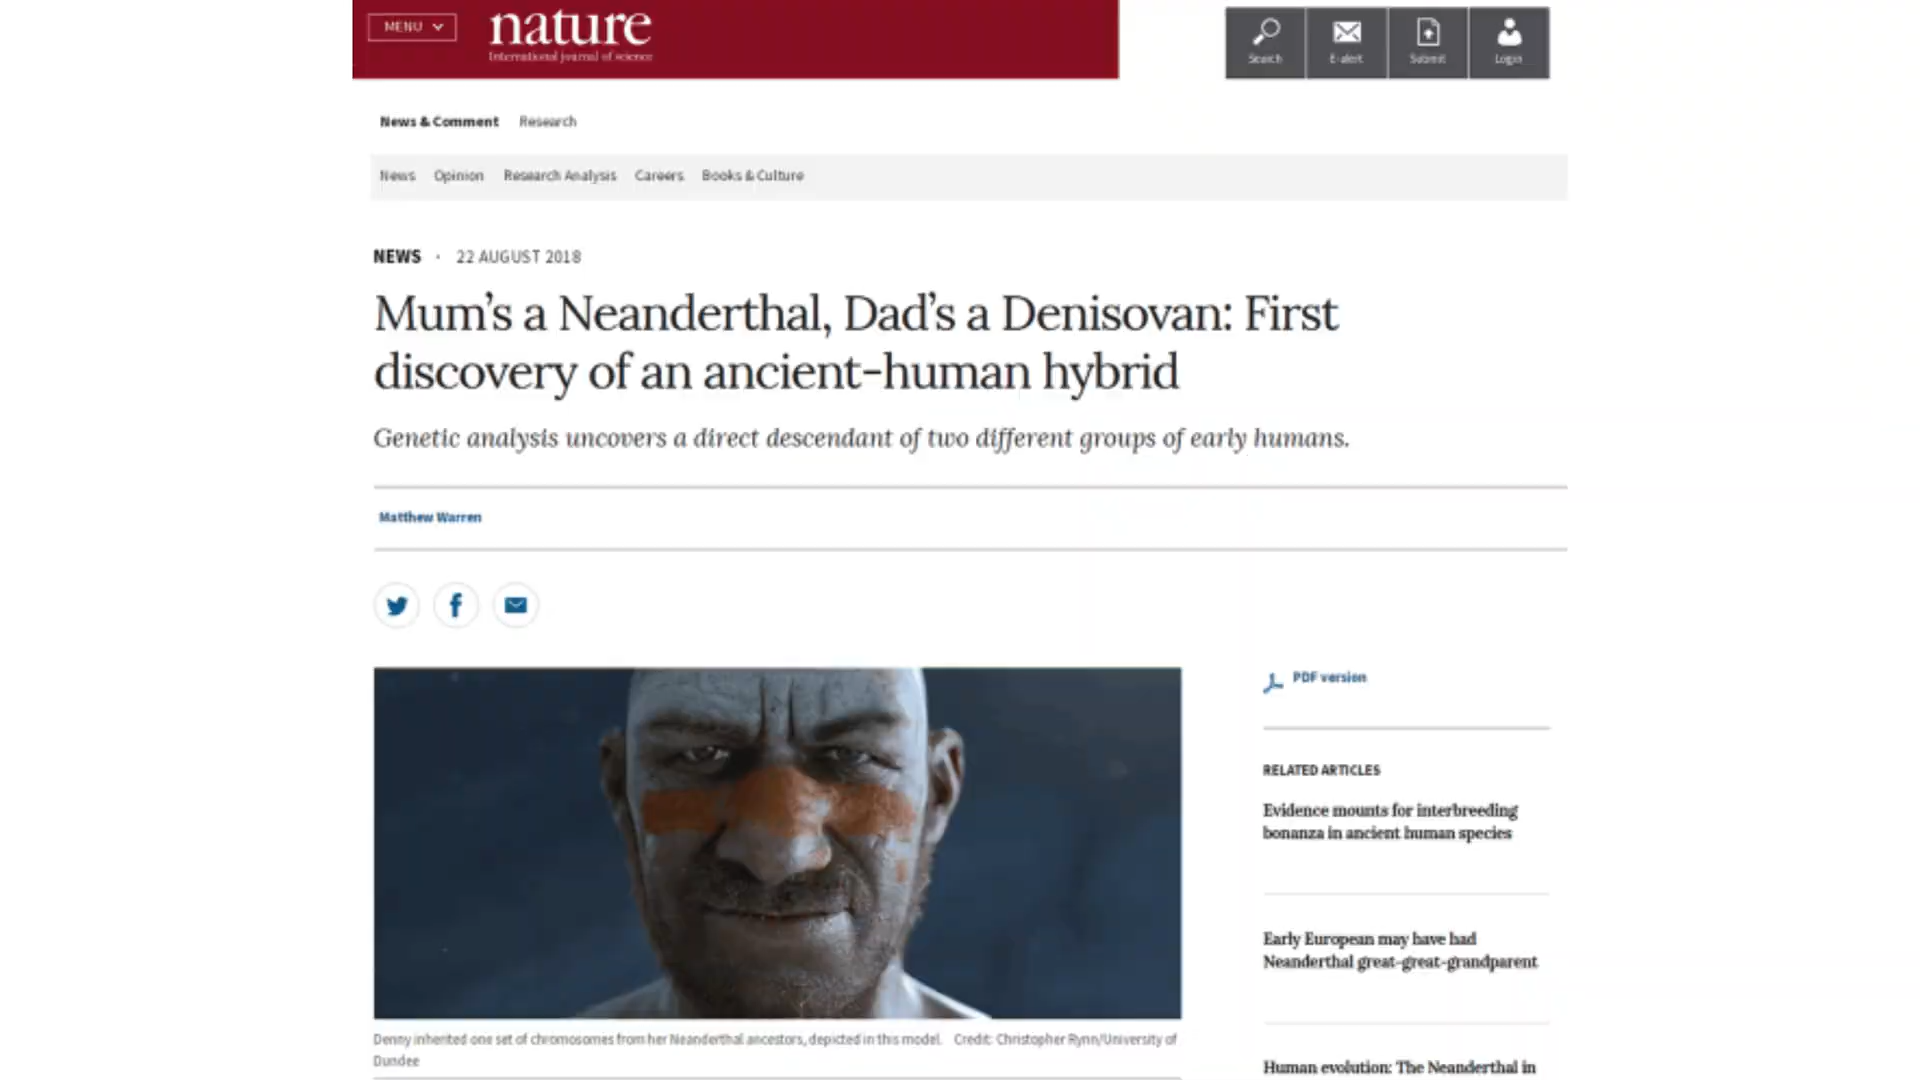 MENU
nature
International journal of science
Search
E-alert
Submit
Login
News & Comment Research
News Opinion Research Analysis Careers Books & Culture
NEWS · 22 AUGUST 2018
Mum's a Neanderthal, Dad's a Denisovan: First
discovery of an ancient-human hybrid
Genetic analysis uncovers a direct descendant of two different groups of early humans.
Matthew Warren
PDF version
RELATED ARTICLES
Evidence mounts for interbreeding
bonanza in ancient human species
Early European may have had
Neanderthal great-great-grandparent
Human evolution: The Neanderthal in
Denny inherited one set of chromosomes from her Neanderthal ancestors, depicted in this model. Credit: Christopher Rynn/University of
Dundee